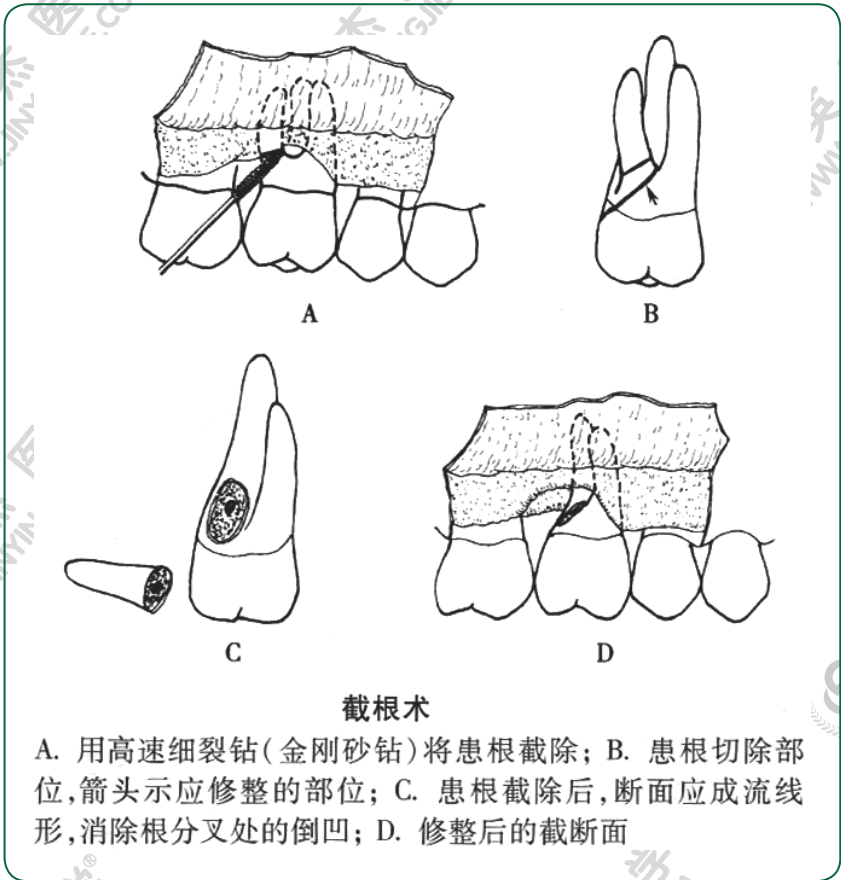 A
B
C
D
截根术
A. 用高速细裂钻(金刚砂钻)将患根截除; B. 患根切除部
位,箭头示应修整的部位; C. 患根截除后,断面应成流线
形,消除根分叉处的倒凹; D. 修整后的截断面